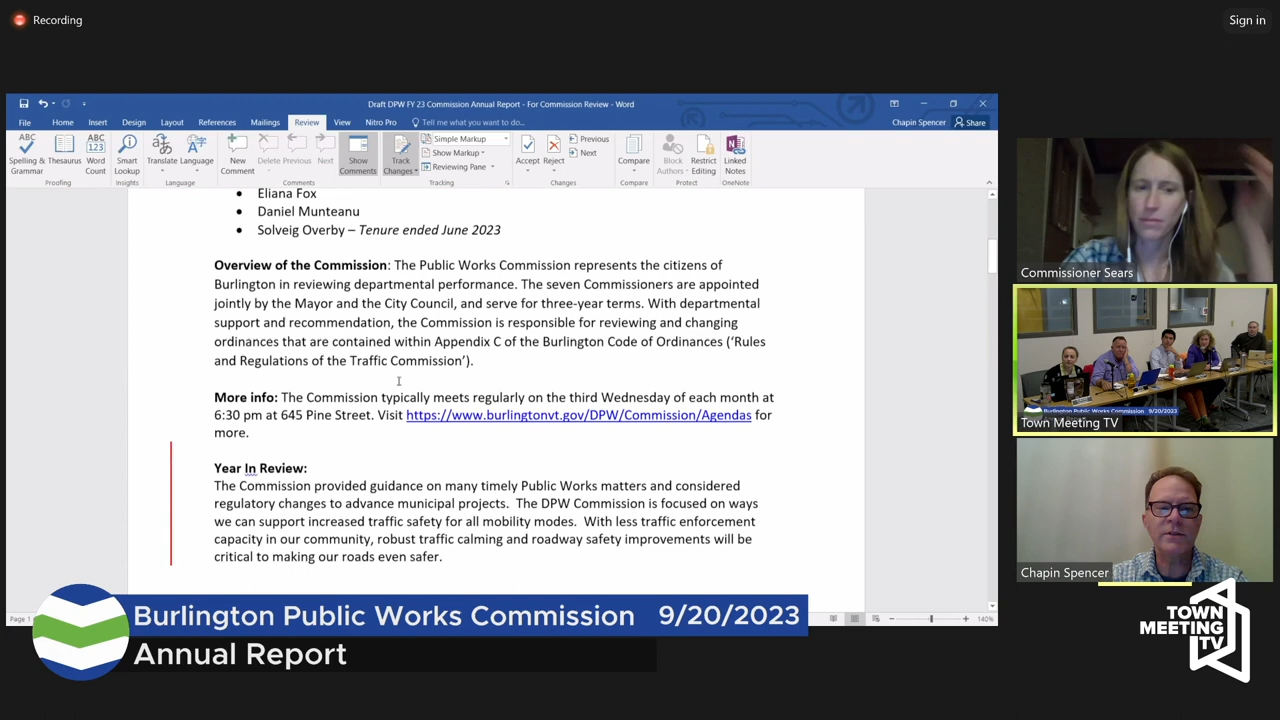 Recording
Sign in
Draft DPW FY 23 Commission Annual Report - For Commission Review - Word
Chapin Spencer
Share
File Home Insert Design Layout References Mailings Review View Nitro Pro Tell me what you want to do...
Spelling & Grammar
Thesaurus
Word Count
Smart Lookup
Translate
Language
New Comment
Delete
Previous
Next
Show Comments
Track Changes
Simple Markup
Show Markup
Reviewing Pane
Accept
Reject
Previous
Next
Compare
Block Authors
Restrict Editing
Linked Notes
Proofing
Insights
Language
Comments
Tracking
Changes
Compare
Protect
OneNote
• Eliana Fox
• Daniel Munteanu
• Solveig Overby – Tenure ended June 2023
Overview of the Commission: The Public Works Commission represents the citizens of
Burlington in reviewing departmental performance. The seven Commissioners are appointed
jointly by the Mayor and the City Council, and serve for three-year terms. With departmental
support and recommendation, the Commission is responsible for reviewing and changing
ordinances that are contained within Appendix C of the Burlington Code of Ordinances ('Rules
and Regulations of the Traffic Commission').
More info: The Commission typically meets regularly on the third Wednesday of each month at
6:30 pm at 645 Pine Street. Visit https://www.burlingtonvt.gov/DPW/Commission/Agendas for
more.
Year In Review:
The Commission provided guidance on many timely Public Works matters and considered
regulatory changes to advance municipal projects. The DPW Commission is focused on ways
we can support increased traffic safety for all mobility modes. With less traffic enforcement
capacity in our community, robust traffic calming and roadway safety improvements will be
critical to making our roads even safer.
Page 1
140%
Commissioner Sears
Burlington Public Works Commission 9/20/2023
Town Meeting TV
Chapin Spencer
Burlington Public Works Commission 9/20/2023
Annual Report
TOWN
MEETING
TV